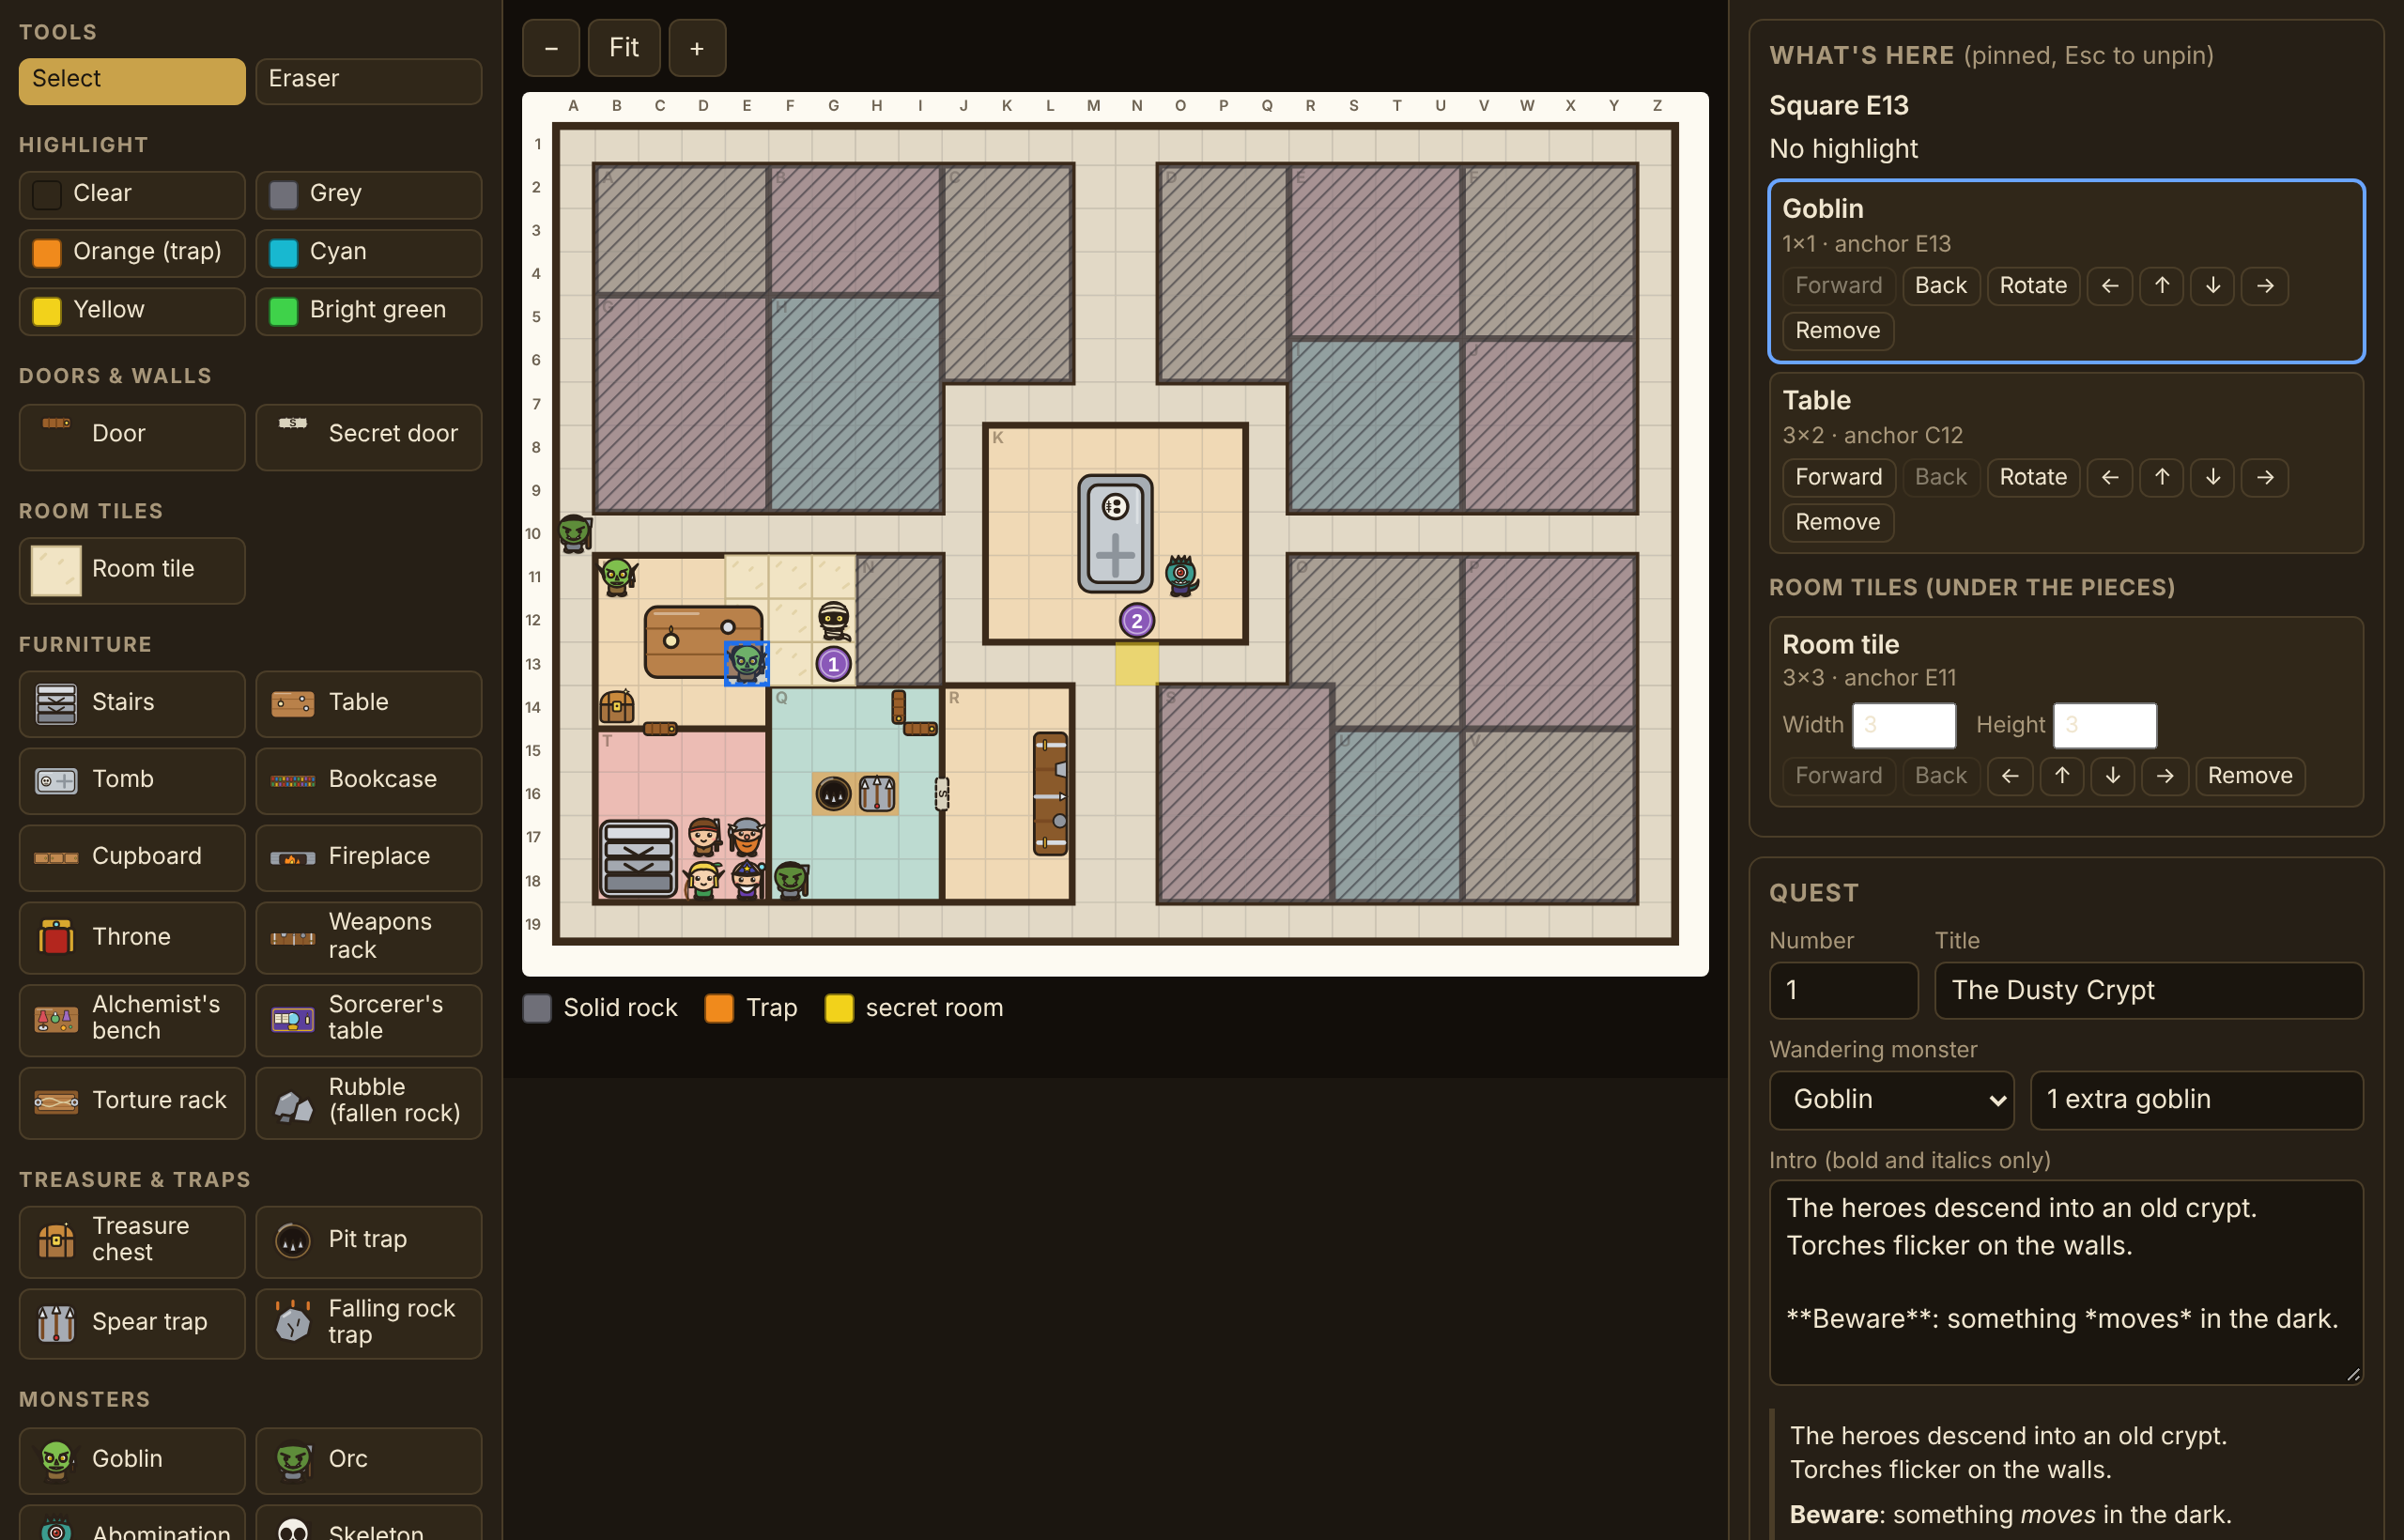 TOOLS
Select
Eraser
HIGHLIGHT
Clear
Grey
Orange (trap)
Cyan
Yellow
Bright green
DOORS & WALLS
Door
S
Secret door
ROOM TILES
Room tile
FURNITURE
Stairs
Table
Tomb
Bookcase
Cupboard
Fireplace
Throne
Weapons
rack
Alchemist's
bench
Sorcerer's
table
Torture rack
Rubble
(fallen rock)
TREASURE & TRAPS
Treasure
chest
Pit trap
Spear trap
Falling rock
trap
MONSTERS
Goblin
Orc
Abomination
Skeleton
− Fit +
A B C D E F G H I J K L M N O P Q R S T U V W X Y Z
1
2 A B C D E F
3
4
5 G H
6 I J
7
8 K
9
10
11 N O P
12 2
13 1
14 Q R S
15 T U V
16 S
17
18
19
Solid rock
Trap
secret room
WHAT'S HERE (pinned, Esc to unpin)
Square E13
No highlight
Goblin
1×1 · anchor E13
Forward Back Rotate ← ↑ ↓ →
Remove
Table
3×2 · anchor C12
Forward Back Rotate ← ↑ ↓ →
Remove
ROOM TILES (UNDER THE PIECES)
Room tile
3×3 · anchor E11
Width 3 Height 3
Forward Back ← ↑ ↓ → Remove
QUEST
Number Title
1 The Dusty Crypt
Wandering monster
Goblin 1 extra goblin
Intro (bold and italics only)
The heroes descend into an old crypt.
Torches flicker on the walls.
**Beware**: something *moves* in the dark.
The heroes descend into an old crypt.
Torches flicker on the walls.
Beware: something moves in the dark.